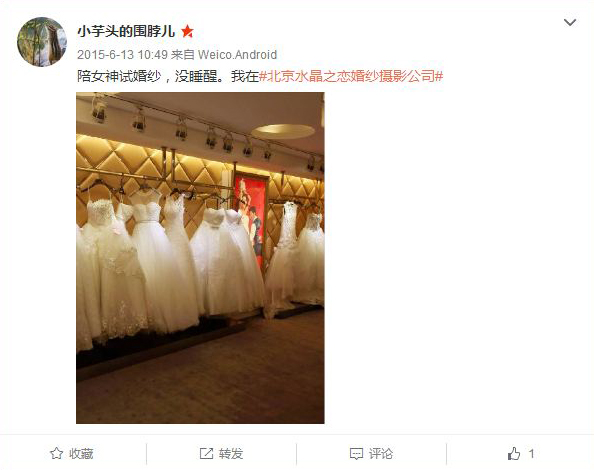 小芋头的围脖儿
2015-6-13 10:49 来自 Weico.Android
陪女神试婚纱，没睡醒。我在#北京水晶之恋婚纱摄影公司#
收藏
转发
评论
1